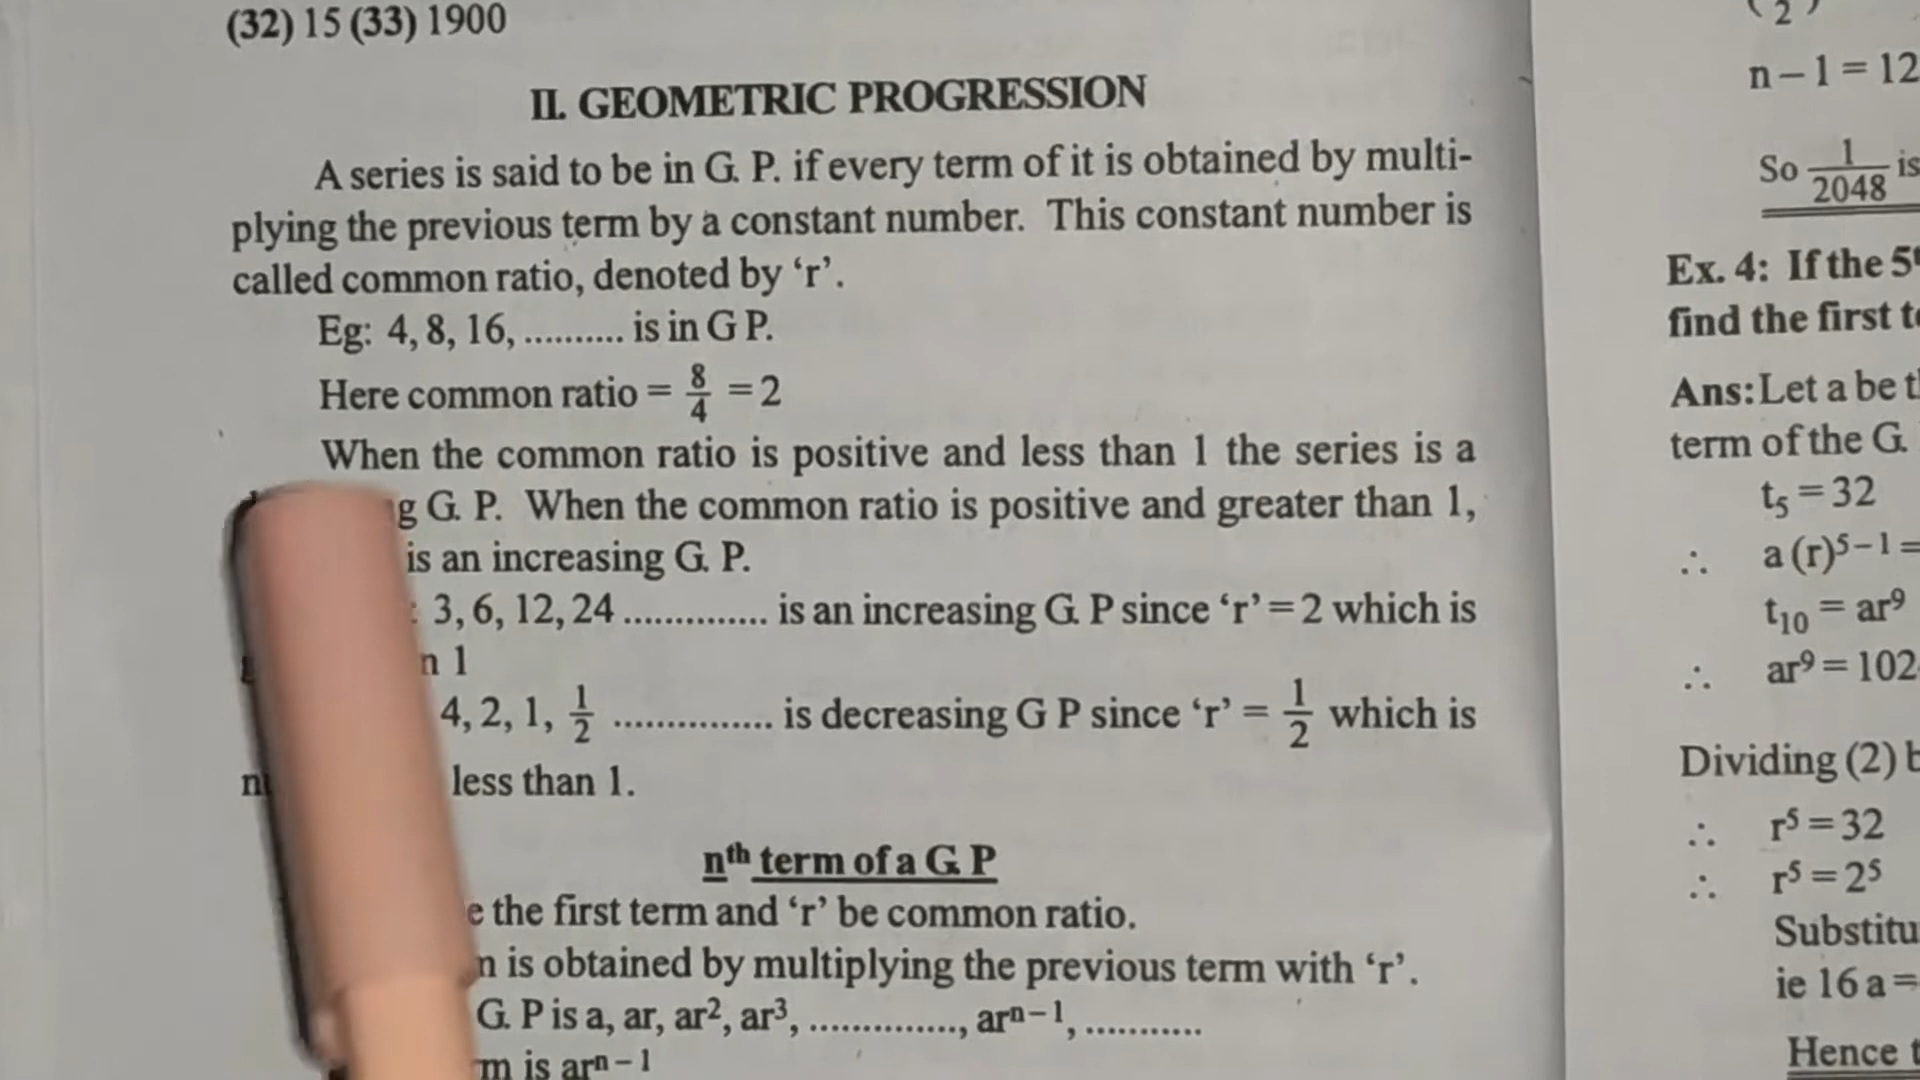 (32) 15 (33) 1900
II. GEOMETRIC PROGRESSION
A series is said to be in G. P. if every term of it is obtained by multi-
plying the previous term by a constant number. This constant number is
called common ratio, denoted by ‘r’.
Eg: 4, 8, 16, .......... is in G P.
Here common ratio = 8/4 = 2
When the common ratio is positive and less than 1 the series is a
g G. P. When the common ratio is positive and greater than 1,
is an increasing G. P.
: 3, 6, 12, 24 .............. is an increasing G. P since ‘r’ = 2 which is
n 1
4, 2, 1, 1/2 ............... is decreasing G P since ‘r’ = 1/2 which is
less than 1.
nth term of a G. P
e the first term and ‘r’ be common ratio.
n is obtained by multiplying the previous term with ‘r’.
G. P is a, ar, ar², ar³, ..............., arⁿ⁻¹, ............
m is arⁿ⁻¹
n – 1 = 12
So 1/2048 is
Ex. 4: If the 5
find the first t
Ans: Let a be t
term of the G.
t₅ = 32
∴ a (r)⁵⁻¹ =
t₁₀ = ar⁹
∴ ar⁹ = 102
Dividing (2) b
∴ r⁵ = 32
∴ r⁵ = 2⁵
Substitu
ie 16 a =
Hence t